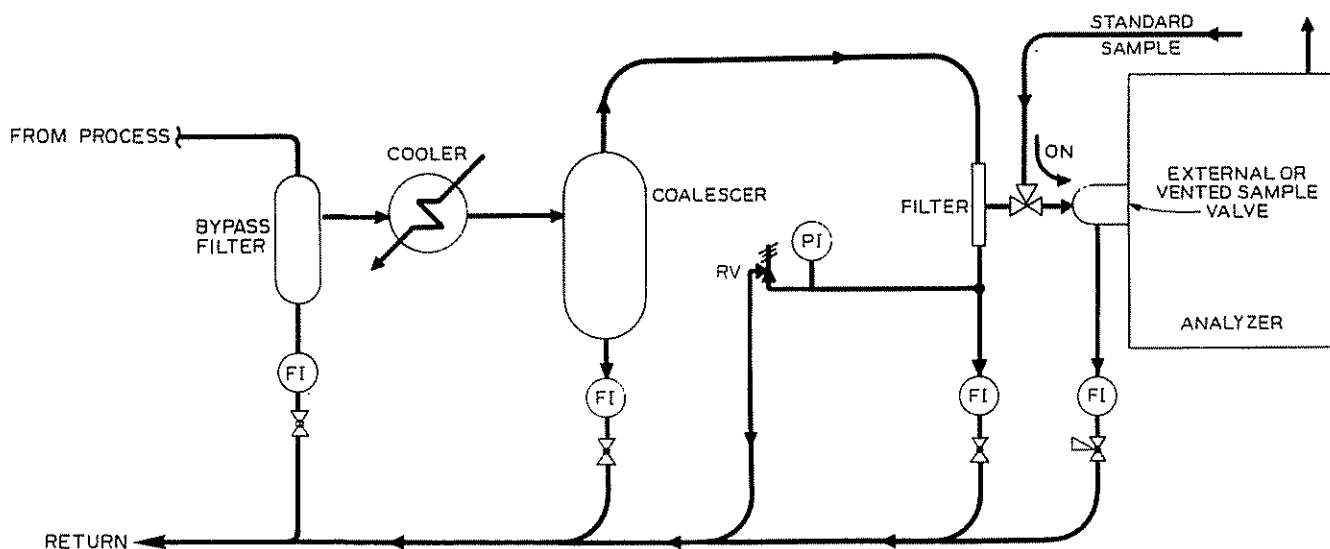 STANDARD
SAMPLE
FROM PROCESS
COOLER
ON
BYPASS
FILTER
COALESCER
FILTER
EXTERNAL OR
VENTED SAMPLE
VALVE
PI
RV
ANALYZER
FI
FI
FI
FI
RETURN